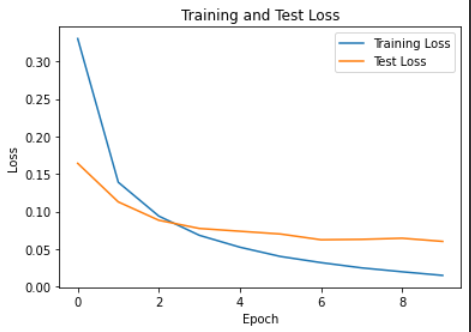 Training and Test Loss
Training Loss
Test Loss
0.30
0.25
0.20
0.15
0.10
0.05
0.00
Loss
0 2 4 6 8
Epoch